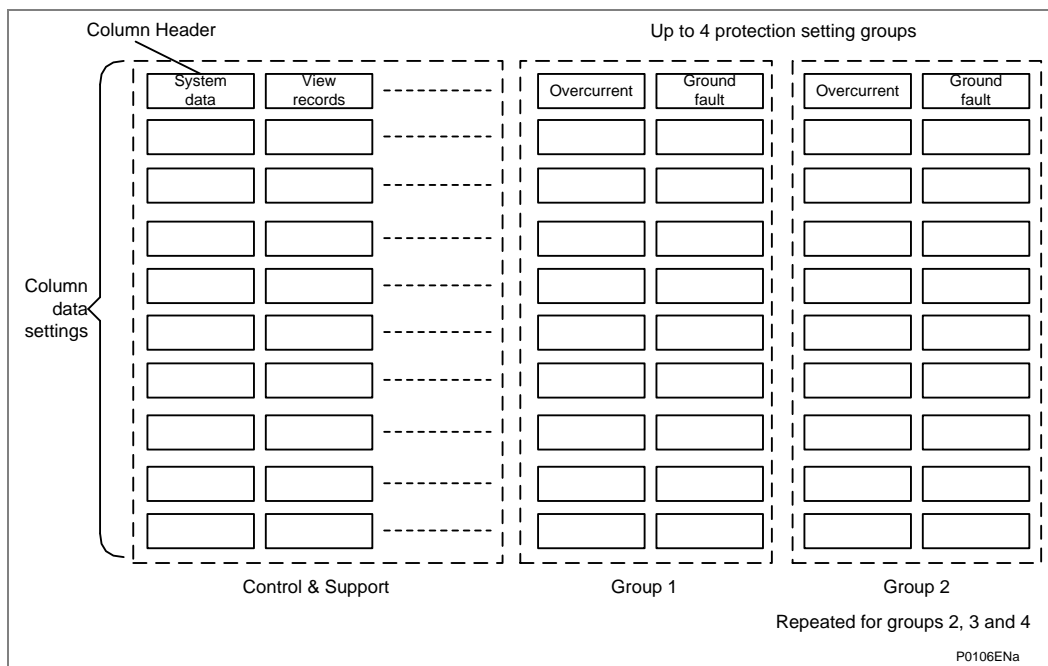 Column Header
Up to 4 protection setting groups
System
data
View
records
Overcurrent
Ground
fault
Overcurrent
Ground
fault
Column
data
settings
Control & Support
Group 1
Group 2
Repeated for groups 2, 3 and 4
P0106ENa